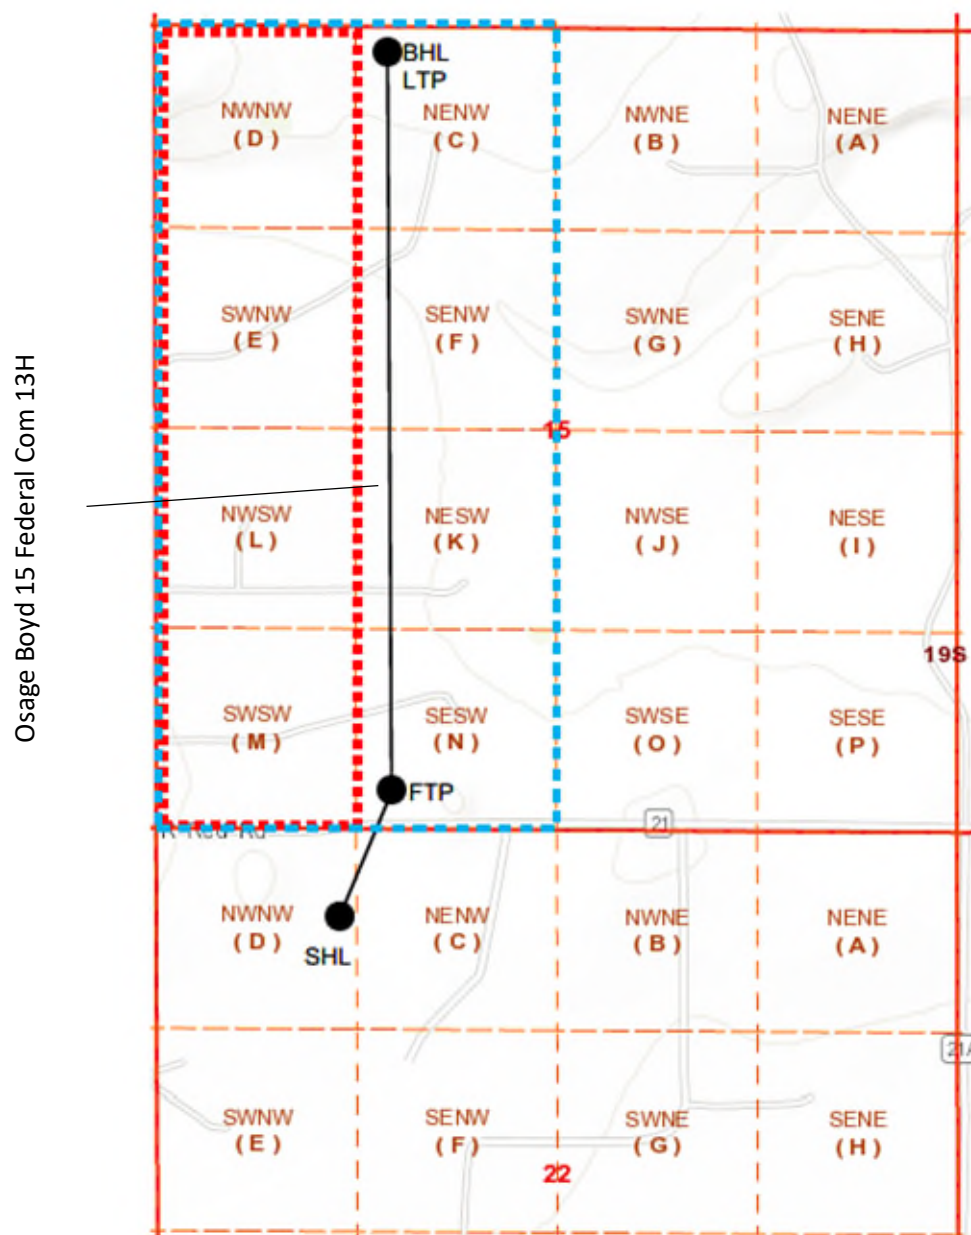 Osage Boyd 15 Federal Com 13H
BHL
LTP
NWNW
(D)
NENW
(C)
NWNE
(B)
NENE
(A)
SWNW
(E)
SENW
(F)
SWNE
(G)
SENE
(H)
15
NWSW
(L)
NESW
(K)
NWSE
(J)
NESE
(I)
19S
SWSW
(M)
SESW
(N)
SWSE
(O)
SESE
(P)
FTP
21
Rd
NWNW
(D)
NENW
(C)
NWNE
(B)
NENE
(A)
SHL
21A
SWNW
(E)
SENW
(F)
SWNE
(G)
SENE
(H)
22